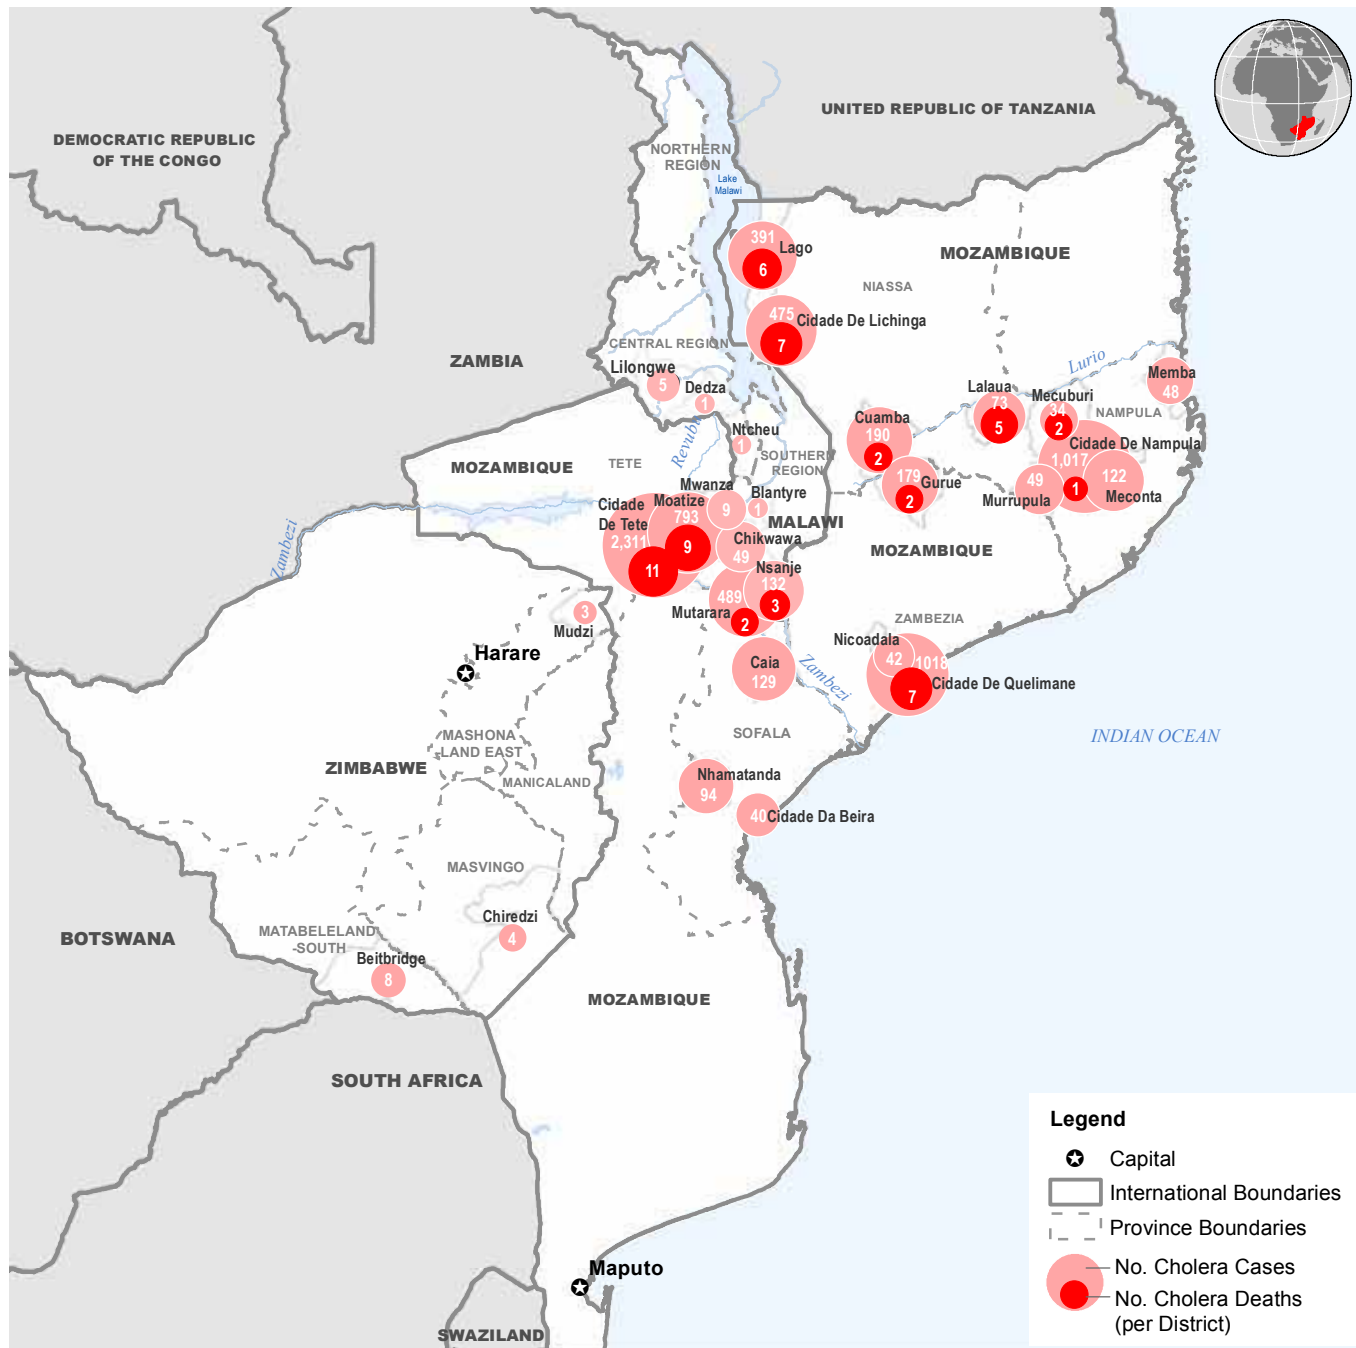 UNITED REPUBLIC OF TANZANIA
DEMOCRATIC REPUBLIC
OF THE CONGO
NORTHERN
REGION
Lake
Malawi
391
Lago
6
MOZAMBIQUE
NIASSA
475
Cidade De Lichinga
7
CENTRAL REGION
ZAMBIA
Lilongwe
5
Dedza
1
Lurio
Memba
48
Lalaua
73
5
Mecuburi
34
2
NAMPULA
Cuamba
190
2
Ntcheu
1
Revubu
SOUTHERN
REGION
Cidade De Nampula
1,017
1
122
Meconta
49
Murrupula
179
Gurue
2
MOZAMBIQUE
TETE
Mwanza
9
Blantyre
1
MALAWI
Cidade
De Tete
2,311
11
Moatize
793
9
Chikwawa
49
MOZAMBIQUE
Zambezi
Nsanje
132
3
489
Mutarara
2
3
Mudzi
ZAMBEZIA
Nicoadala
42
1018
Cidade De Quelimane
7
Harare
Caia
129
Zambezi
SOFALA
INDIAN OCEAN
MASHONA
-LAND EAST
ZIMBABWE
MANICALAND
Nhamatanda
94
40
Cidade Da Beira
MASVINGO
Chiredzi
4
BOTSWANA
MATABELELAND
-SOUTH
Beitbridge
8
MOZAMBIQUE
SOUTH AFRICA
Maputo
SWAZILAND
Legend
Capital
International Boundaries
Province Boundaries
No. Cholera Cases
No. Cholera Deaths
(per District)